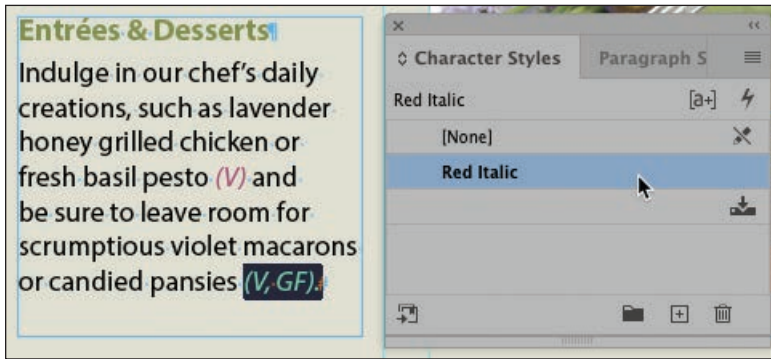 Entrées & Desserts¶
Indulge in our chef's daily
creations, such as lavender
honey grilled chicken or
fresh basil pesto (V) and
be sure to leave room for
scrumptious violet macarons
or candied pansies (V, GF).
Character Styles
Paragraph S
Red Italic
[a+]
[None]
Red Italic